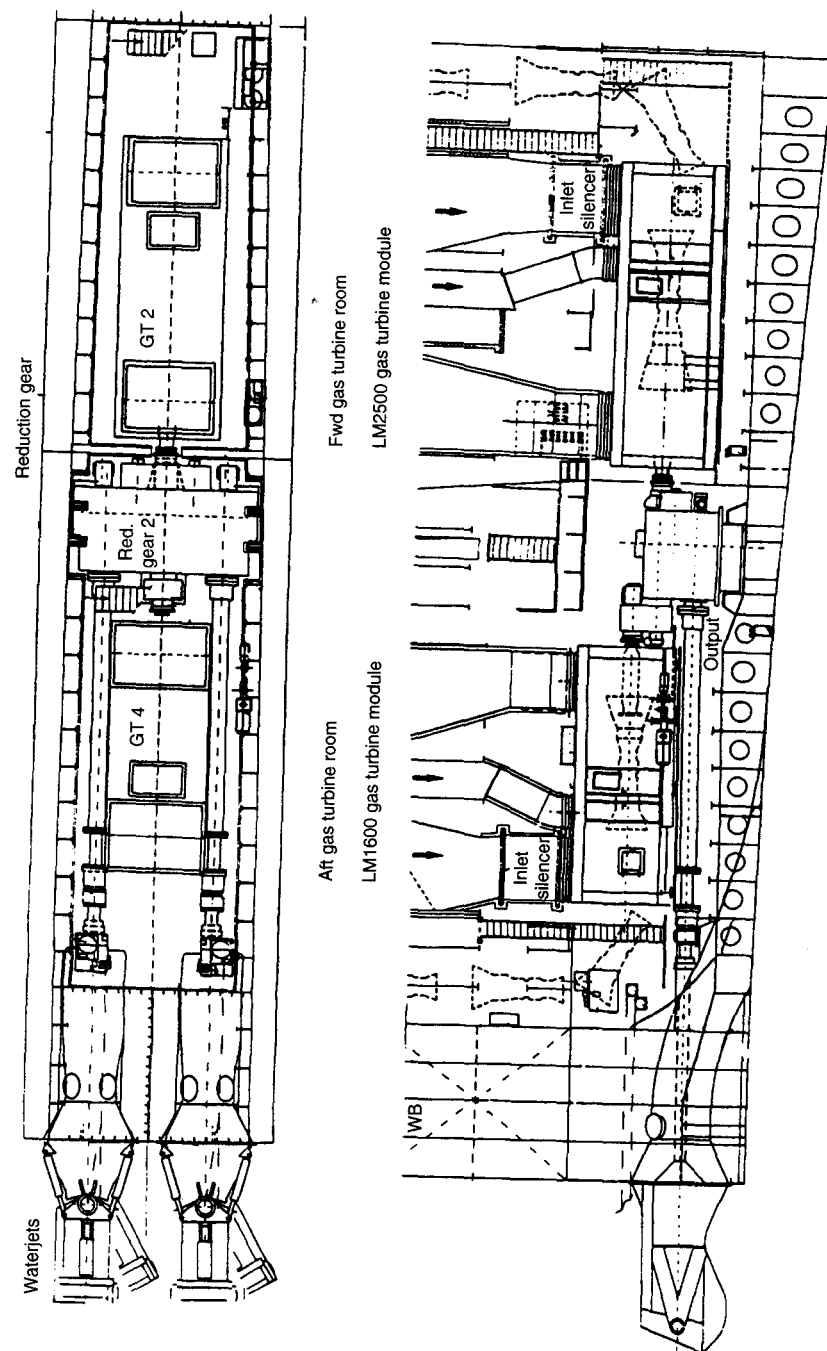 Reduction gear
Waterjets
GT 2
Red.
gear 2
GT 4
Fwd gas turbine room
LM2500 gas turbine module
Aft gas turbine room
LM1600 gas turbine module
Inlet
silencer
Inlet
silencer
Output
WB